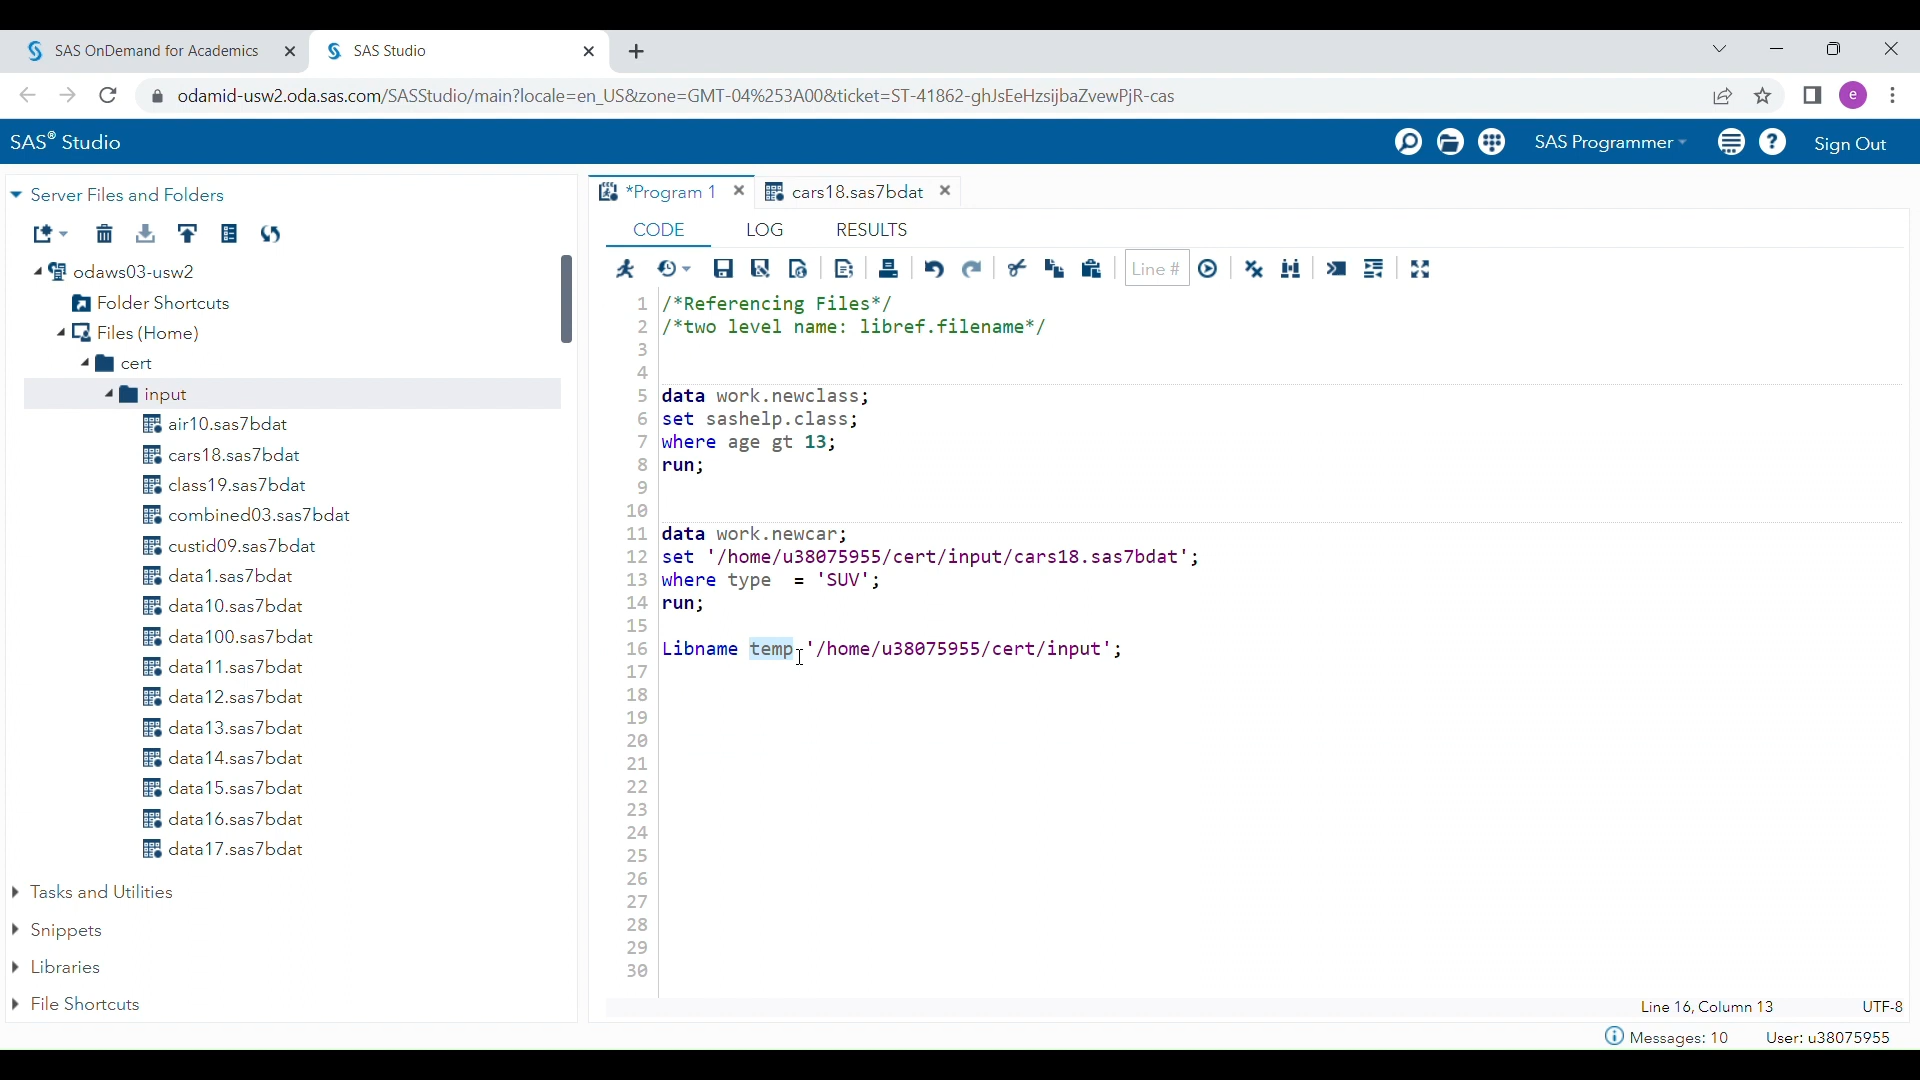 SAS OnDemand for Academics
SAS Studio
odamid-usw2.oda.sas.com/SASStudio/main?locale=en_US&zone=GMT-04%253A00&ticket=ST-41862-ghJsEeHzsijbaZvewPjR-cas
e
SAS® Studio
SAS Programmer
Sign Out
Server Files and Folders
odaws03-usw2
Folder Shortcuts
Files (Home)
cert
input
air10.sas7bdat
cars18.sas7bdat
class19.sas7bdat
combined03.sas7bdat
custid09.sas7bdat
data1.sas7bdat
data10.sas7bdat
data100.sas7bdat
data11.sas7bdat
data12.sas7bdat
data13.sas7bdat
data14.sas7bdat
data15.sas7bdat
data16.sas7bdat
data17.sas7bdat
Tasks and Utilities
Snippets
Libraries
File Shortcuts
*Program 1
cars18.sas7bdat
CODE LOG RESULTS
Line #
1 /*Referencing Files*/
2 /*two level name: libref.filename*/
3
4
5 data work.newclass;
6 set sashelp.class;
7 where age gt 13;
8 run;
9
10
11 data work.newcar;
12 set '/home/u38075955/cert/input/cars18.sas7bdat';
13 where type  = 'SUV';
14 run;
15
16 Libname temp '/home/u38075955/cert/input';
17
18
19
20
21
22
23
24
25
26
27
28
29
30
Line 16, Column 13
UTF-8
Messages: 10
User: u38075955